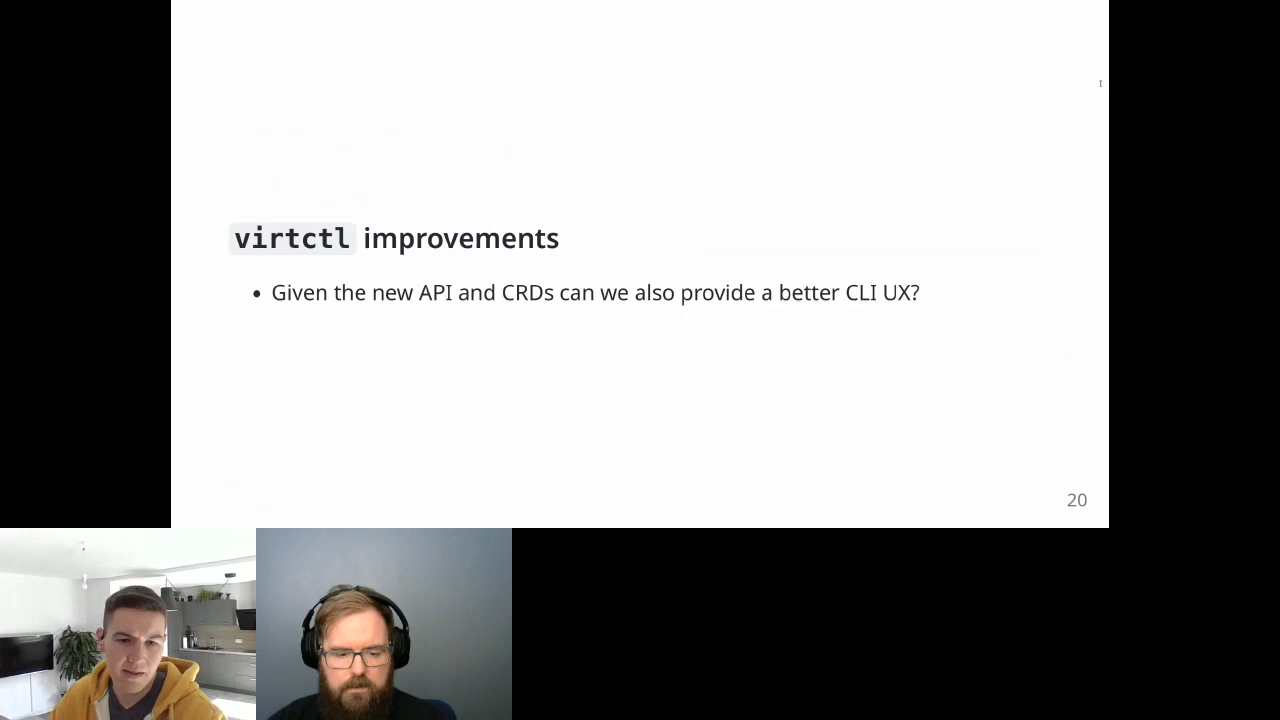 virtctl improvements
• Given the new API and CRDs can we also provide a better CLI UX?
20